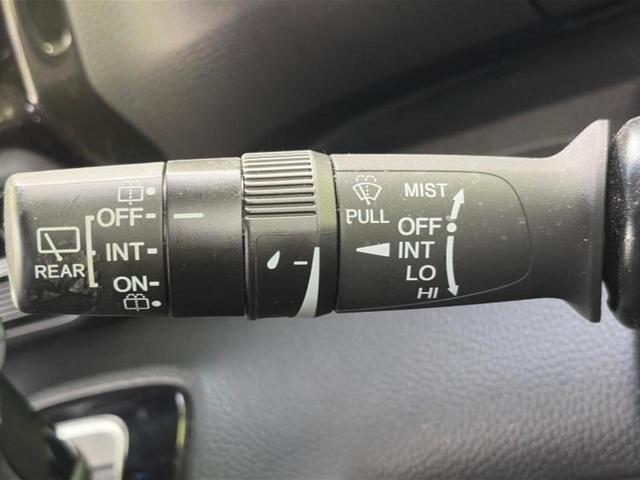 REAR
OFF
INT
ON
PULL
MIST
OFF
INT
LO
HI